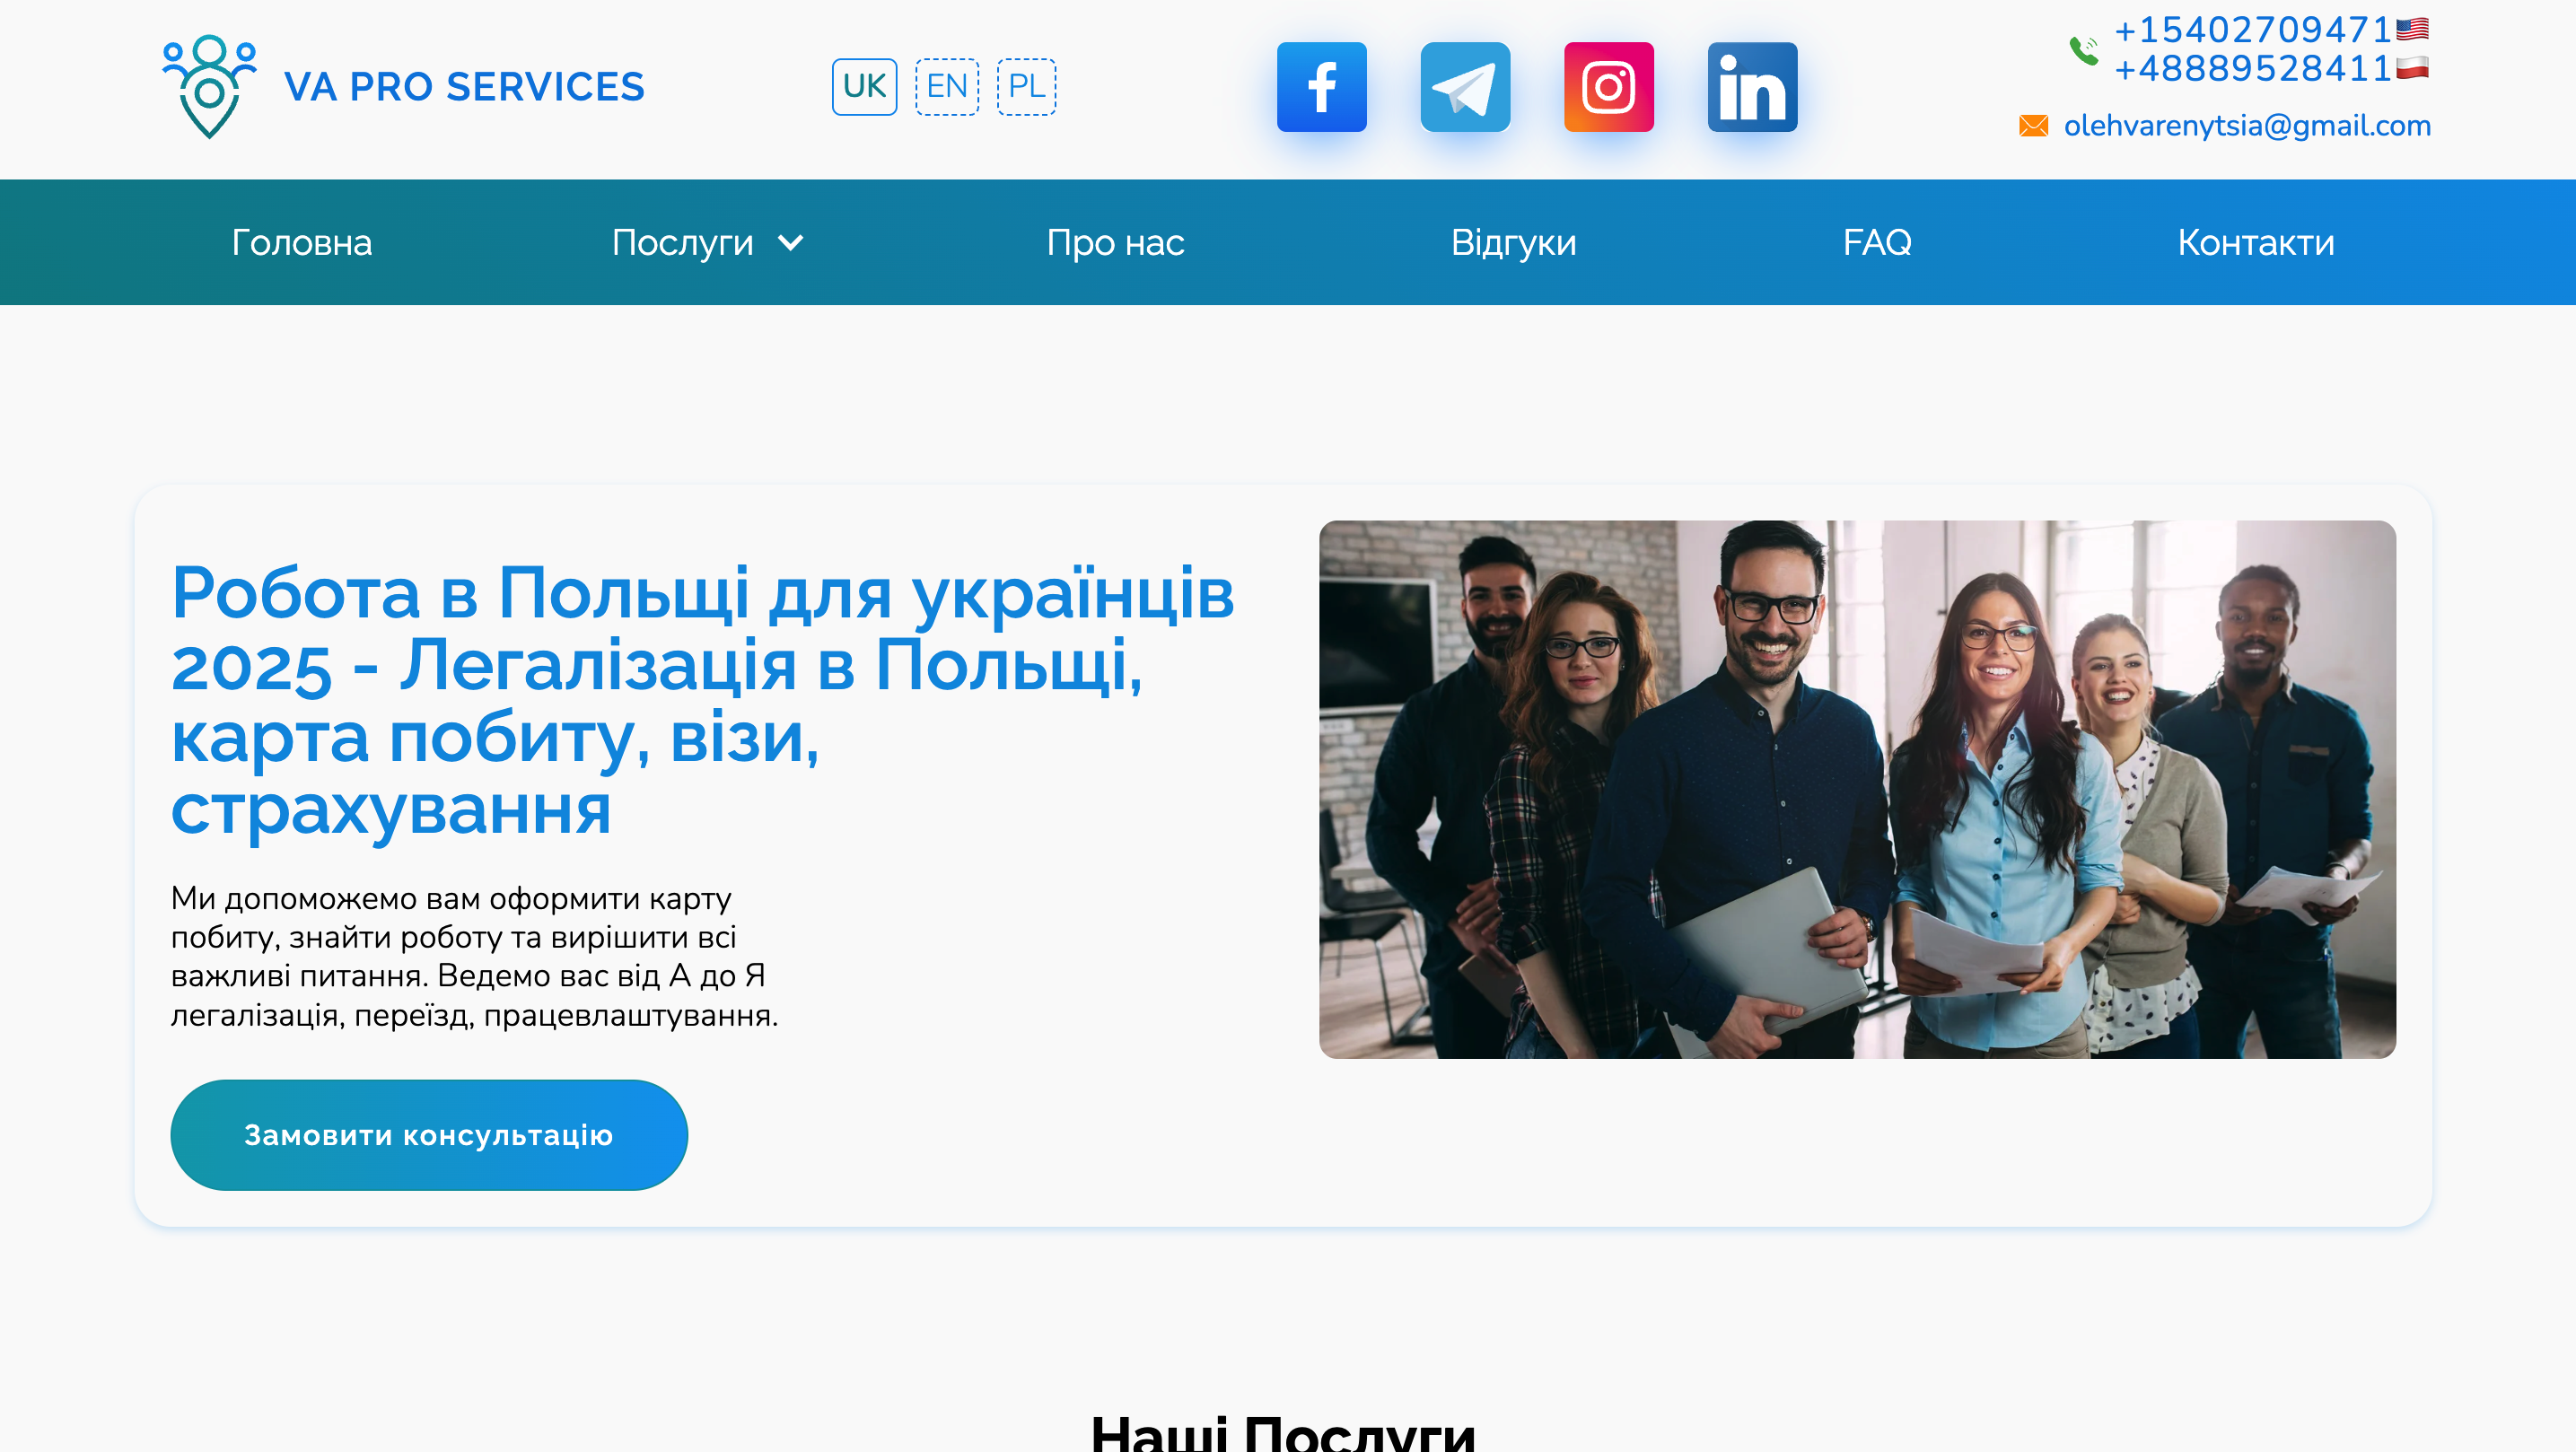 VA PRO SERVICES
UK EN PL
+15402709471
+48889528411
olehvarenytsia@gmail.com
Головна Послуги Про нас Відгуки FAQ Контакти
Робота в Польщі для українців
2025 - Легалізація в Польщі,
карта побиту, візи,
страхування
Ми допоможемо вам оформити карту
побиту, знайти роботу та вирішити всі
важливі питання. Ведемо вас від А до Я
легалізація, переїзд, працевлаштування.
Замовити консультацію
Наші Послуги